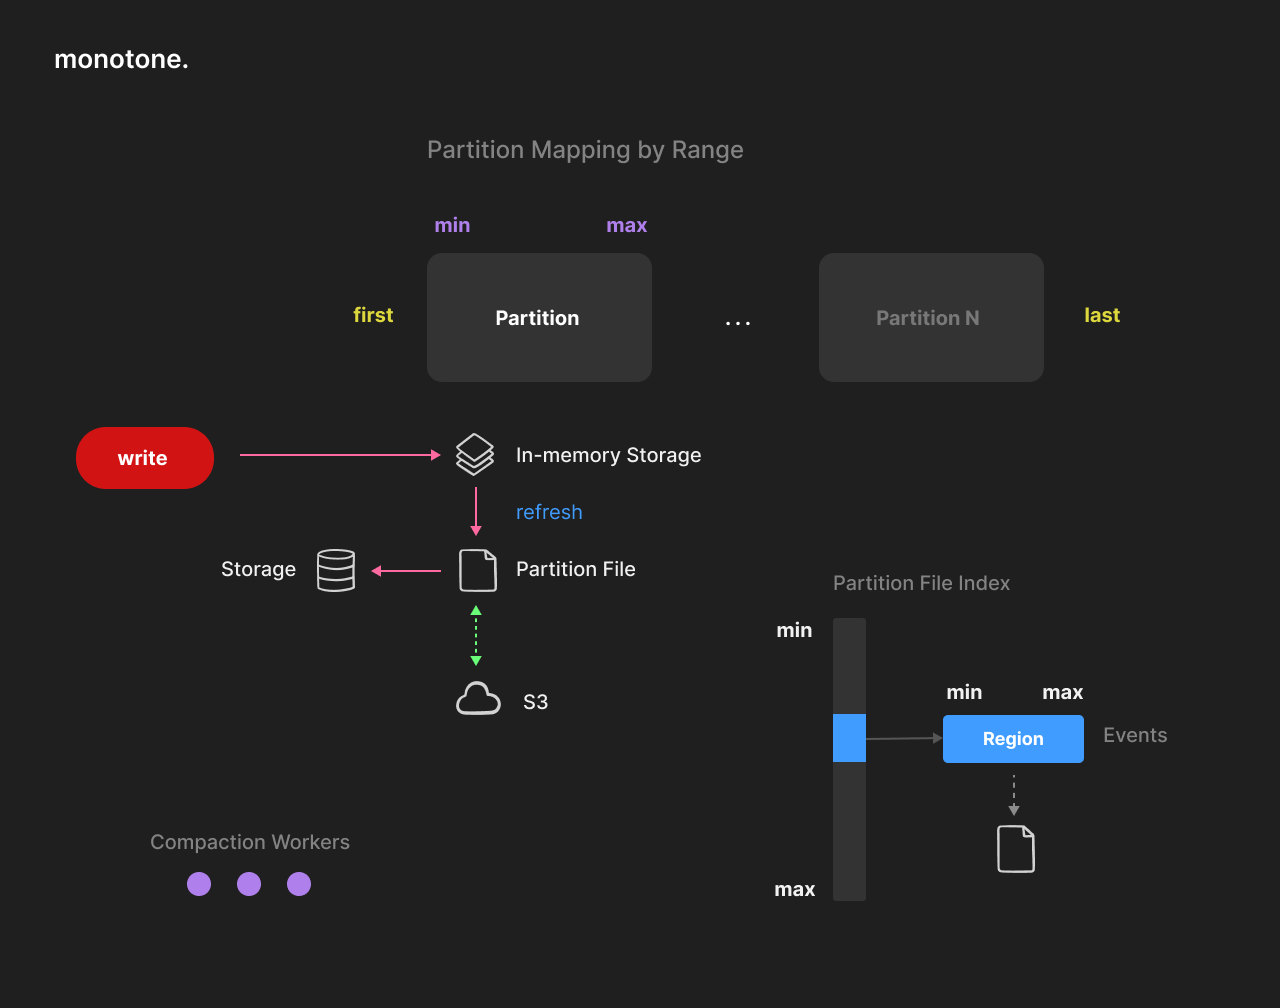 monotone.
Partition Mapping by Range
min max
first Partition ... Partition N last
write
In-memory Storage
refresh
Storage
Partition File
S3
Partition File Index
min
min max
Region Events
max
Compaction Workers